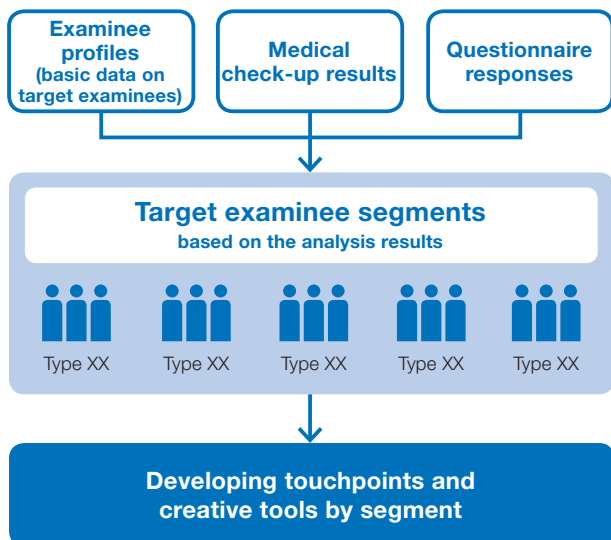 Examinee
profiles
(basic data on
target examinees)
Medical
check-up results
Questionnaire
responses
Target examinee segments
based on the analysis results
Type XX
Type XX
Type XX
Type XX
Type XX
Developing touchpoints and
creative tools by segment